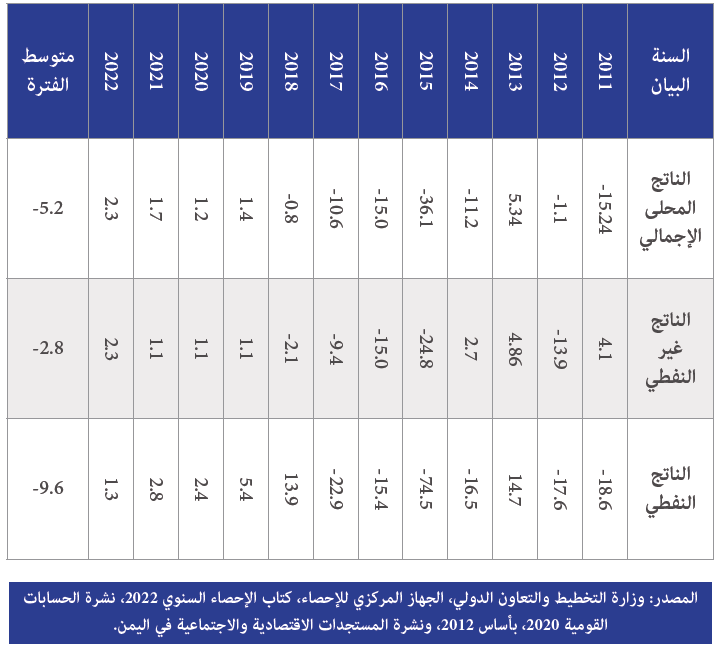 السنة البيان 2011 2012 2013 2014 2015 2016 2017 2018 2019 2020 2021 2022 متوسط الفترة
الناتج المحلى الإجمالي -15.24 -1.1 5.34 -11.2 -36.1 -15.0 -10.6 -0.8 1.4 1.2 1.7 2.3 -5.2
الناتج غير النفطي 4.1 -13.9 4.86 2.7 -24.8 -15.0 -9.4 -2.1 1.1 1.1 1.1 2.3 -2.8
الناتج النفطي -18.6 -17.6 14.7 -16.5 -74.5 -15.4 -22.9 13.9 5.4 2.4 2.8 1.3 -9.6
المصدر: وزارة التخطيط والتعاون الدولي، الجهاز المركزي للإحصاء، كتاب الإحصاء السنوي 2022، نشرة الحسابات
القومية 2020، بأساس 2012، ونشرة المستجدات الاقتصادية والاجتماعية في اليمن.